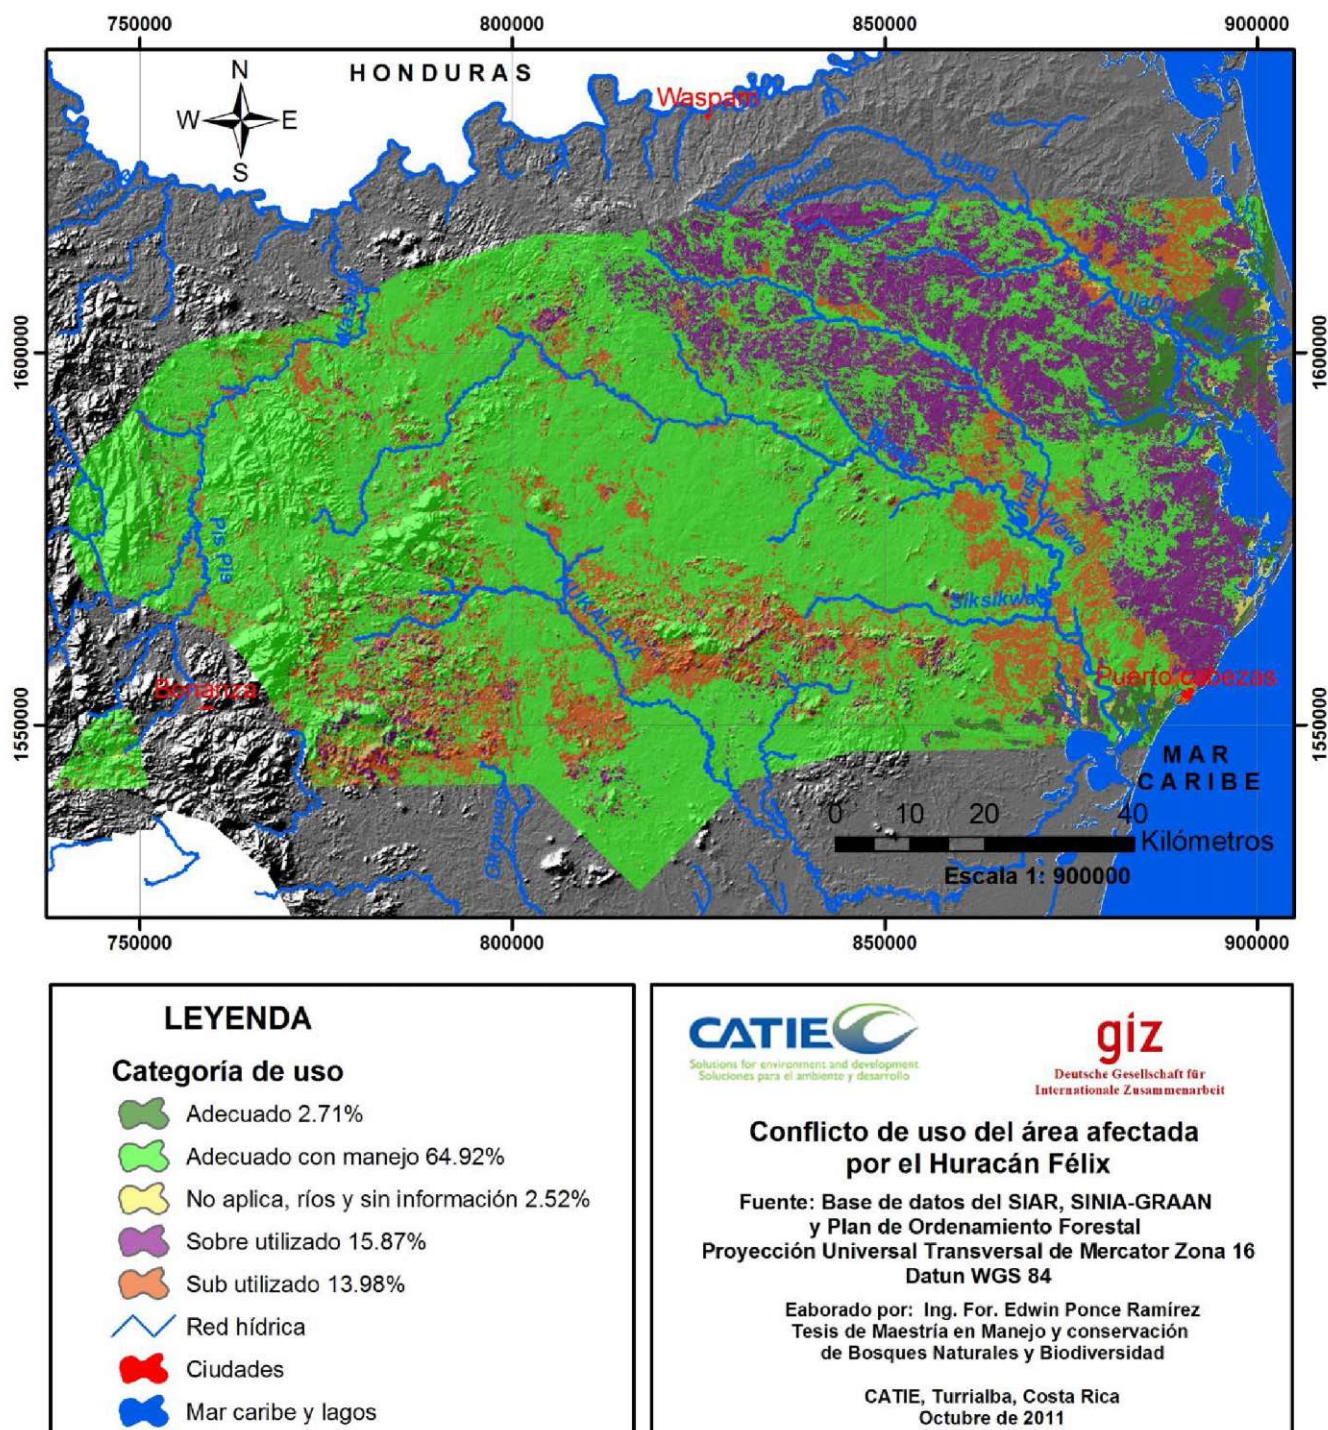 750000 800000 850000 900000
HONDURAS
N
W E
S
Waspam
Ulang
Kiahara
1600000 1600000
Ulang
Wawa
Pis Pis
UKALAYA
Siksikwas
Bonanza
Puerto cabezas
1550000 1550000
MAR
CARIBE
0 10 20 40
Kilómetros
Escala 1: 900000
750000 800000 850000 900000
LEYENDA
Categoría de uso
Adecuado 2.71%
Adecuado con manejo 64.92%
No aplica, ríos y sin información 2.52%
Sobre utilizado 15.87%
Sub utilizado 13.98%
Red hídrica
Ciudades
Mar caribe y lagos
CATIE
Solutions for environment and development
Soluciones para el ambiente y desarrollo
giz
Deutsche Gesellschaft für
Internationale Zusammenarbeit
Conflicto de uso del área afectada
por el Huracán Félix
Fuente: Base de datos del SIAR, SINIA-GRAAN
y Plan de Ordenamiento Forestal
Proyección Universal Transversal de Mercator Zona 16
Datun WGS 84
Eaborado por: Ing. For. Edwin Ponce Ramírez
Tesis de Maestría en Manejo y conservación
de Bosques Naturales y Biodiversidad
CATIE, Turrialba, Costa Rica
Octubre de 2011